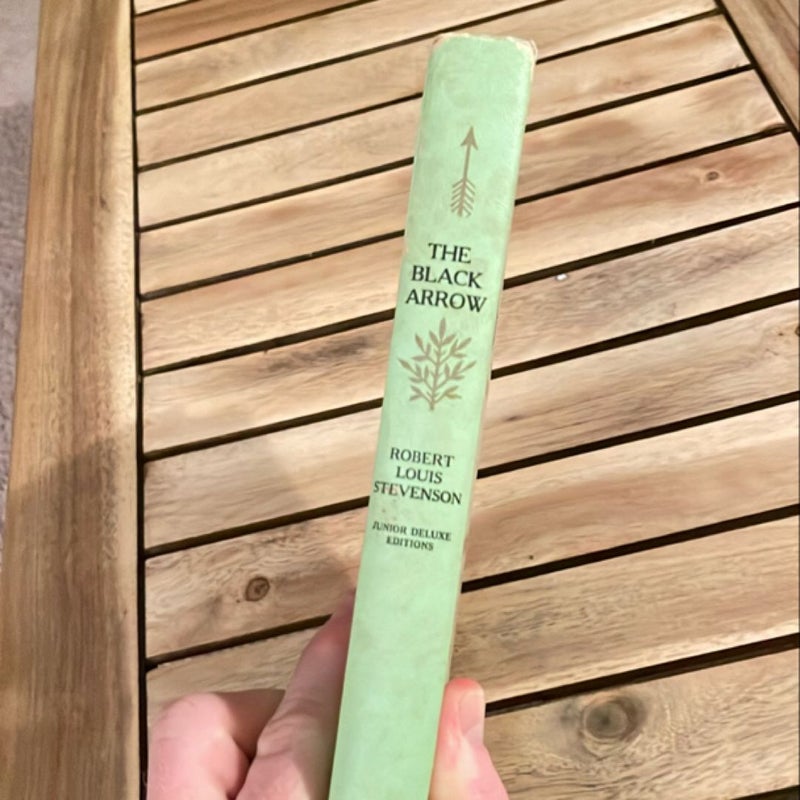 THE
BLACK
ARROW
ROBERT
LOUIS
STEVENSON
JUNIOR DELUXE
EDITIONS